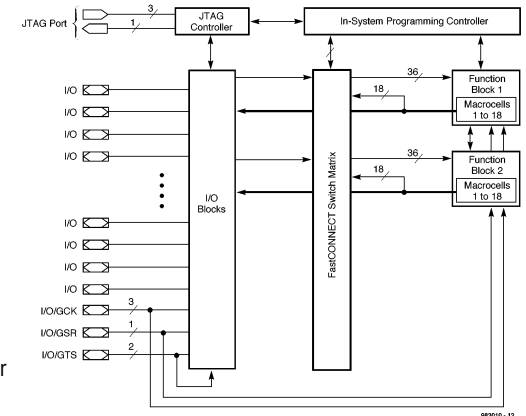 JTAG Port
3
1
JTAG
Controller
In-System Programming Controller
I/O
I/O
I/O
I/O
I/O
I/O
I/O
I/O
I/O/GCK
3
I/O/GSR
1
I/O/GTS
2
I/O
Blocks
FastCONNECT Switch Matrix
36
18
Function
Block 1
Macrocells
1 to 18
36
18
Function
Block 2
Macrocells
1 to 18
r